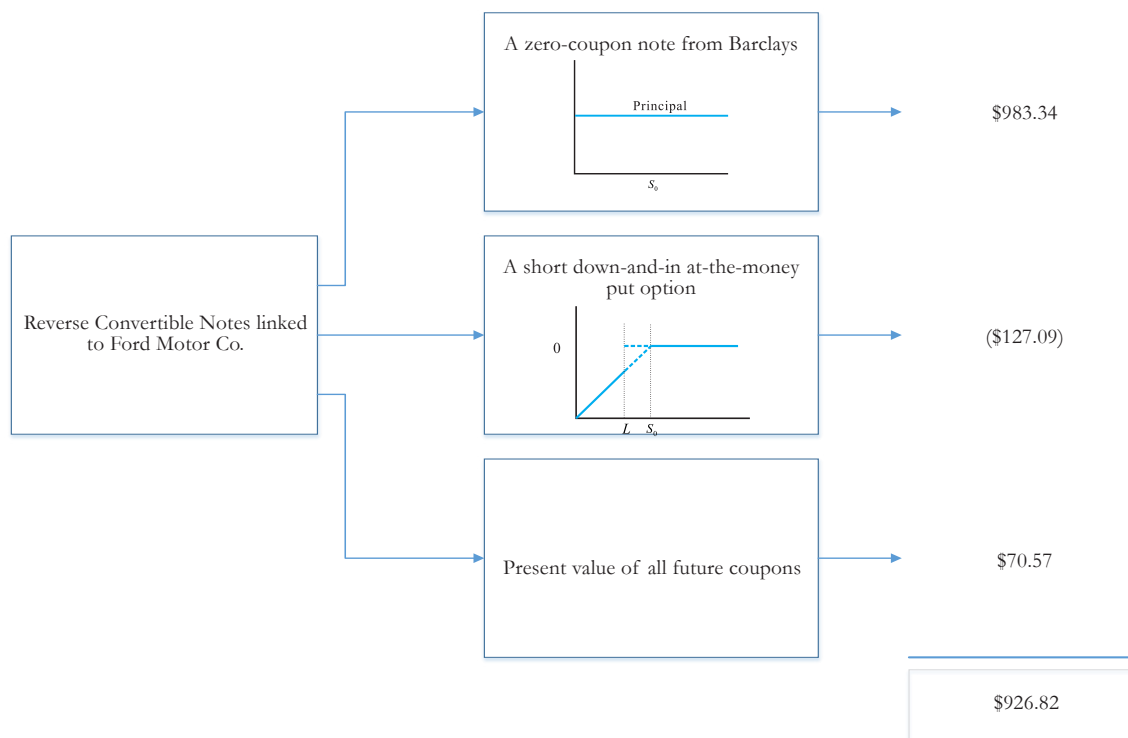 A zero-coupon note from Barclays
Principal
S0
$983.34
Reverse Convertible Notes linked
to Ford Motor Co.
A short down-and-in at-the-money
put option
0
L S0
($127.09)
Present value of all future coupons
$70.57
$926.82